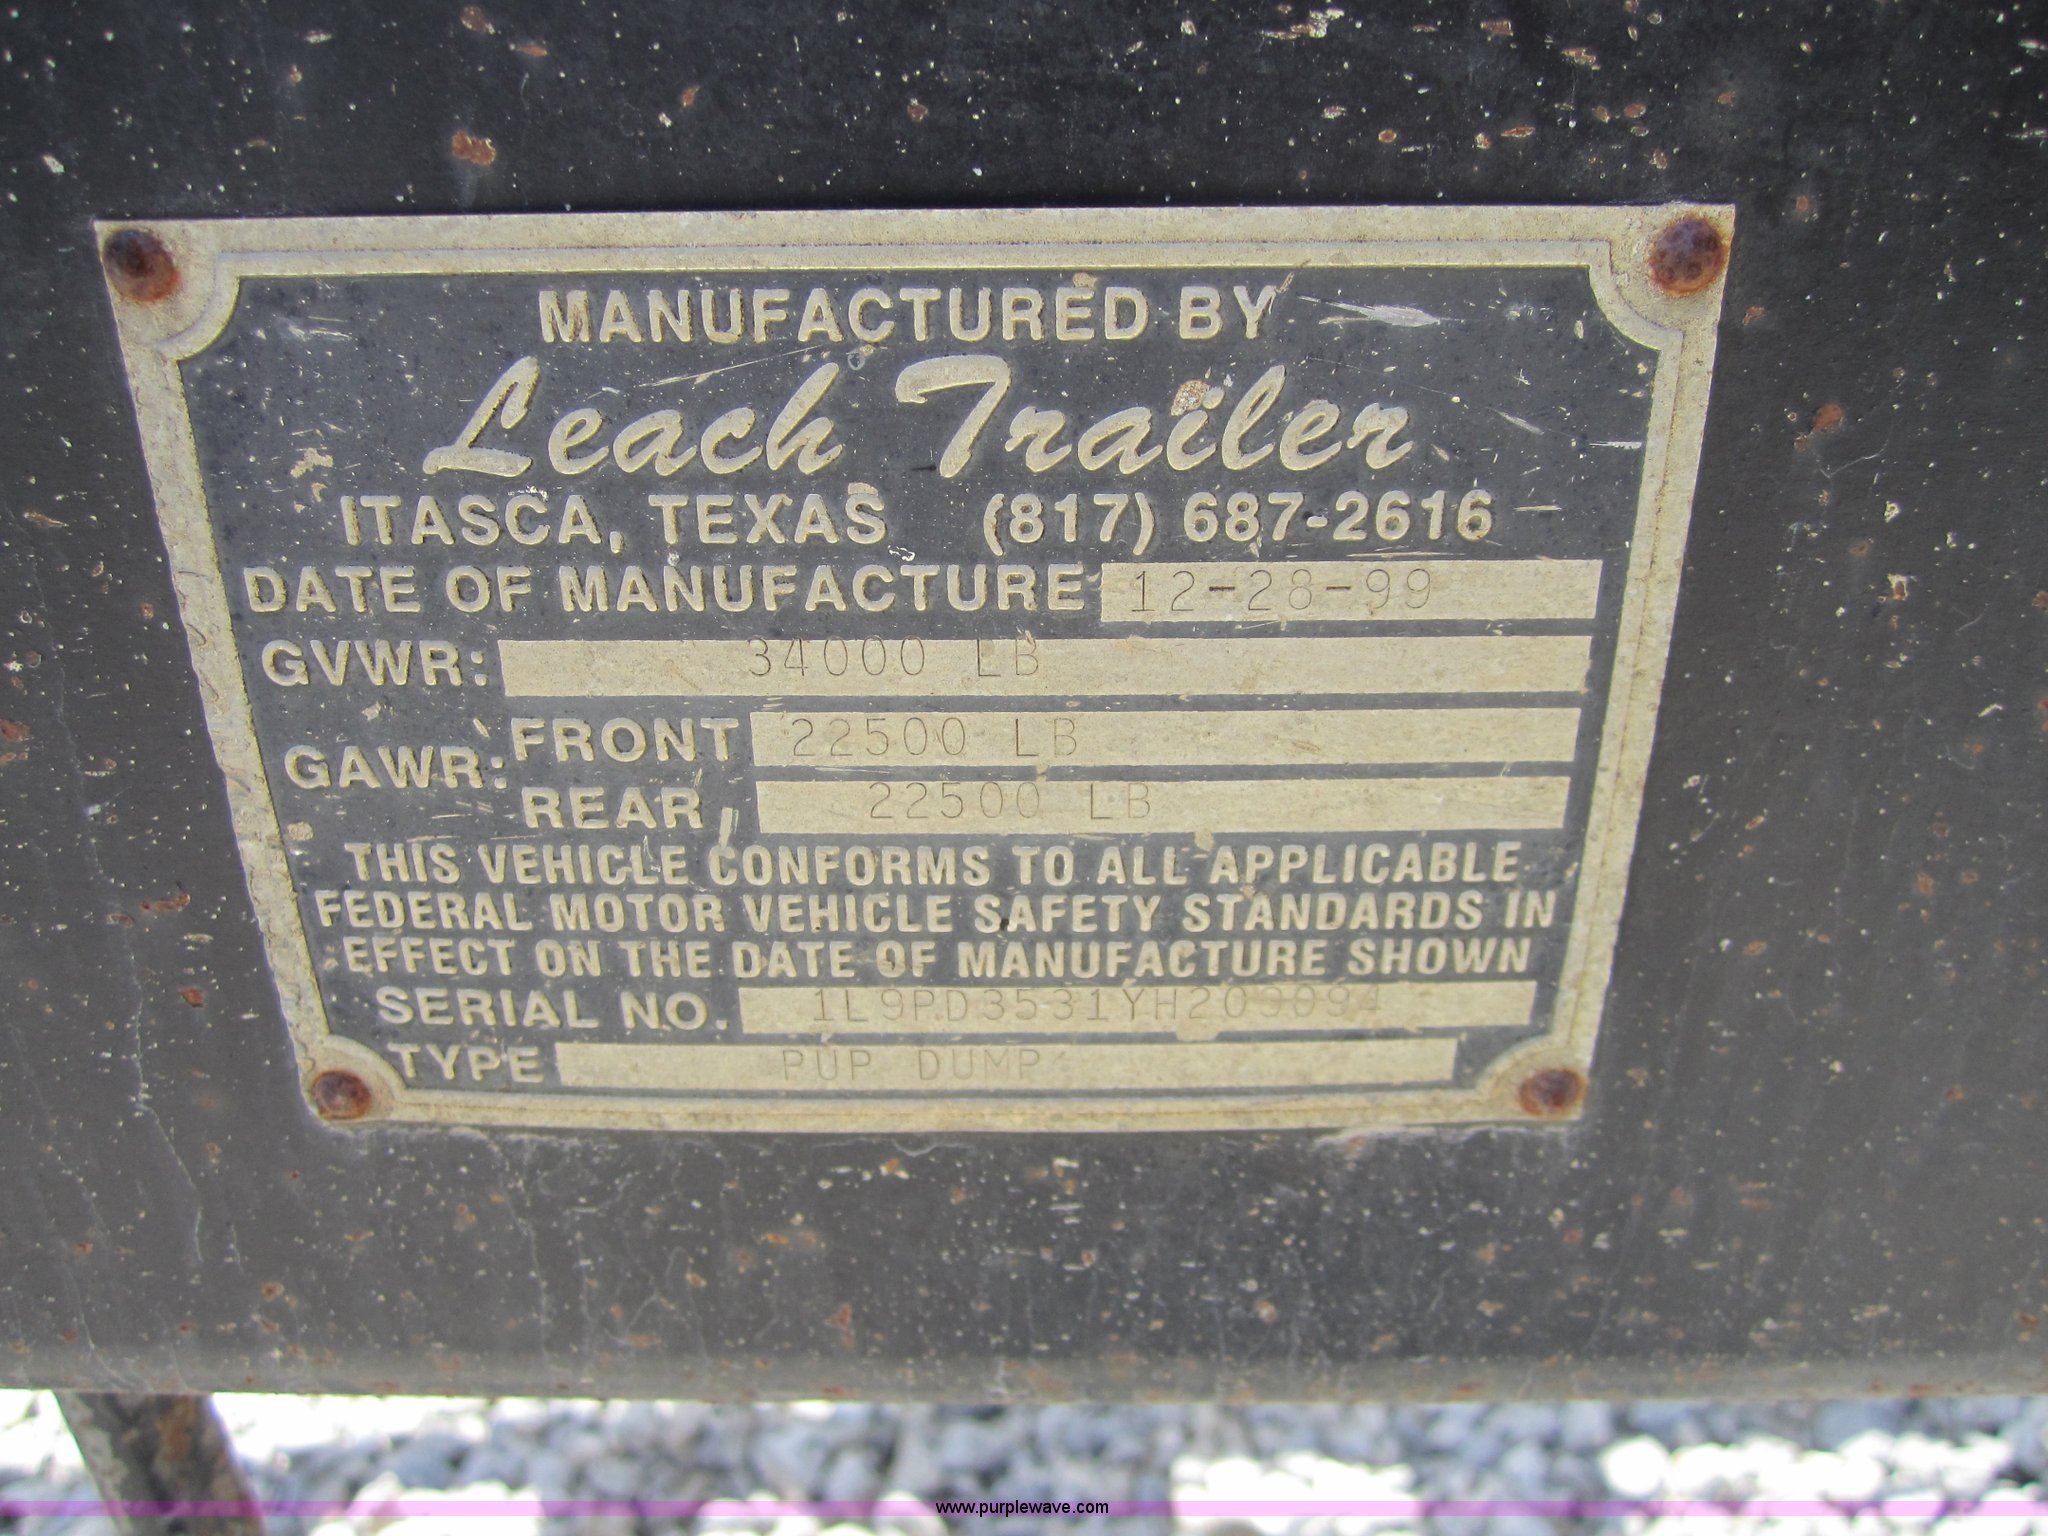 MANUFACTURED BY
Leach Trailer
ITASCA, TEXAS (817) 687-2616
DATE OF MANUFACTURE 12-28-99
GVWR: 34000 LB
GAWR: FRONT 22500 LB
REAR 22500 LB
THIS VEHICLE CONFORMS TO ALL APPLICABLE
FEDERAL MOTOR VEHICLE SAFETY STANDARDS IN
EFFECT ON THE DATE OF MANUFACTURE SHOWN
SERIAL NO. 1L9PD3531YH209094
TYPE PUP DUMP
www.purplewave.com